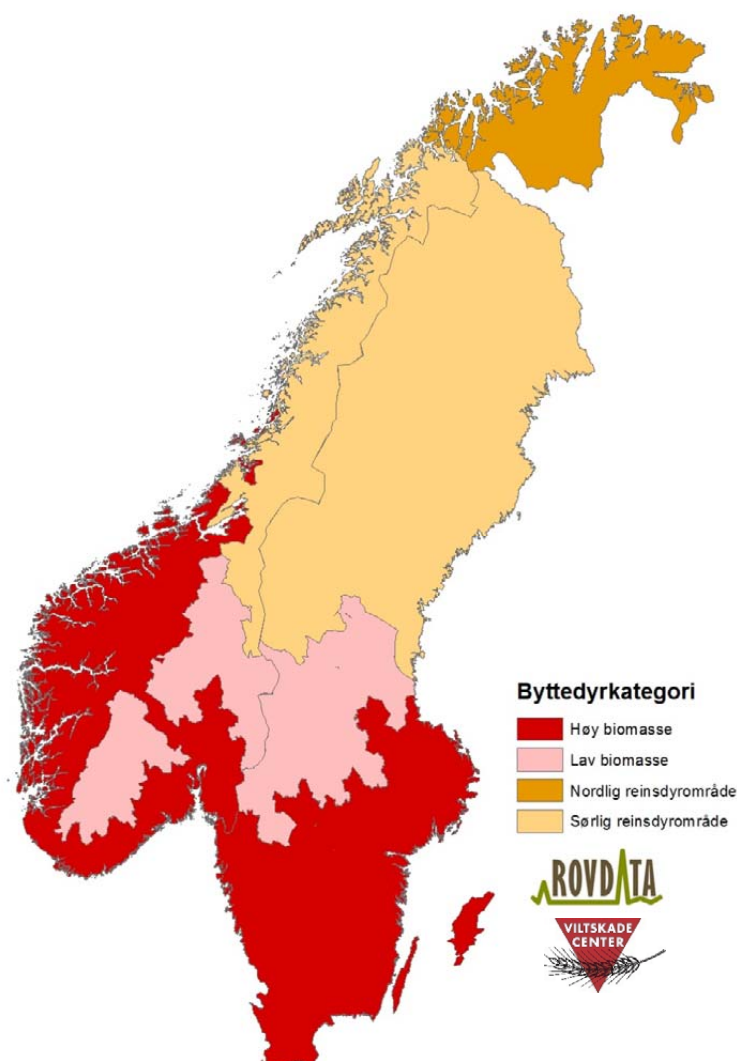 Byttedyrkategori
Høy biomasse
Lav biomasse
Nordlig reinsdyrområde
Sørlig reinsdyrområde
ROVDATA
VILTSKADE
CENTER